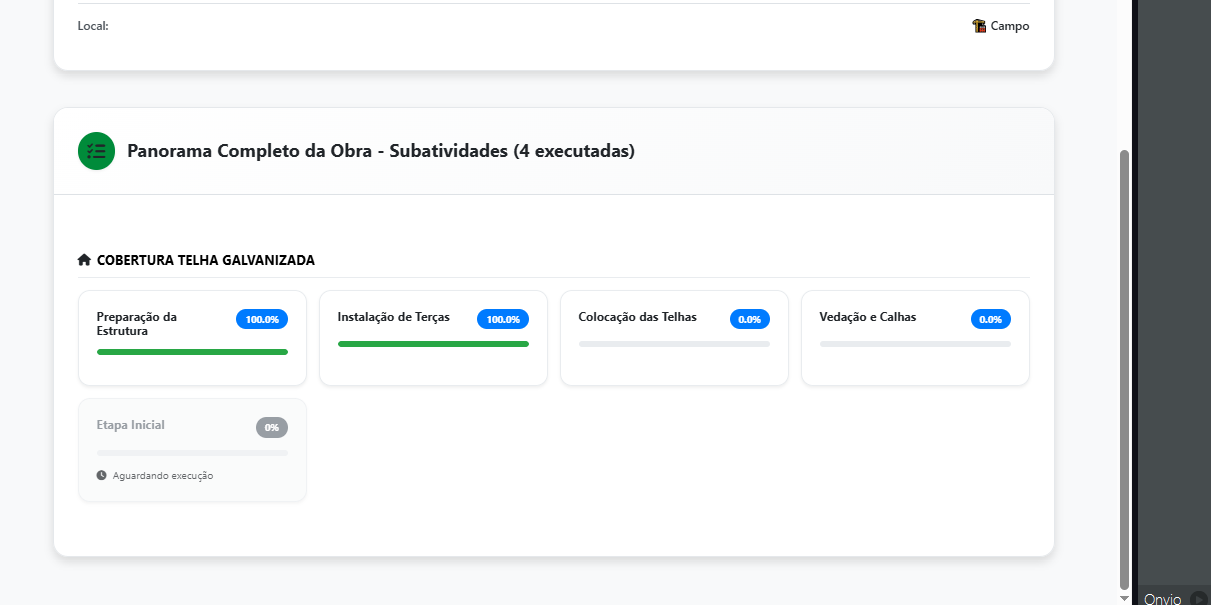 Local:
Campo
Panorama Completo da Obra - Subatividades (4 executadas)
COBERTURA TELHA GALVANIZADA
Preparação da
Estrutura
100.0%
Instalação de Terças
100.0%
Colocação das Telhas
0.0%
Vedação e Calhas
0.0%
Etapa Inicial
0%
Aguardando execução
Onvio